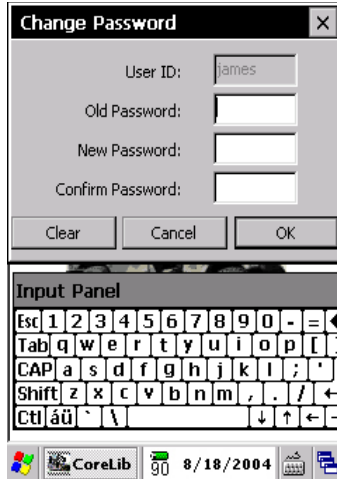 Change Password
User ID: james
Old Password:
New Password:
Confirm Password:
Clear Cancel OK
Input Panel
Esc 1 2 3 4 5 6 7 8 9 0 - =
Tab q w e r t y u i o p [ ]
CAP a s d f g h j k l ; '
Shift z x c v b n m , . /
Ctl áü ` \
CoreLib 90 8/18/2004